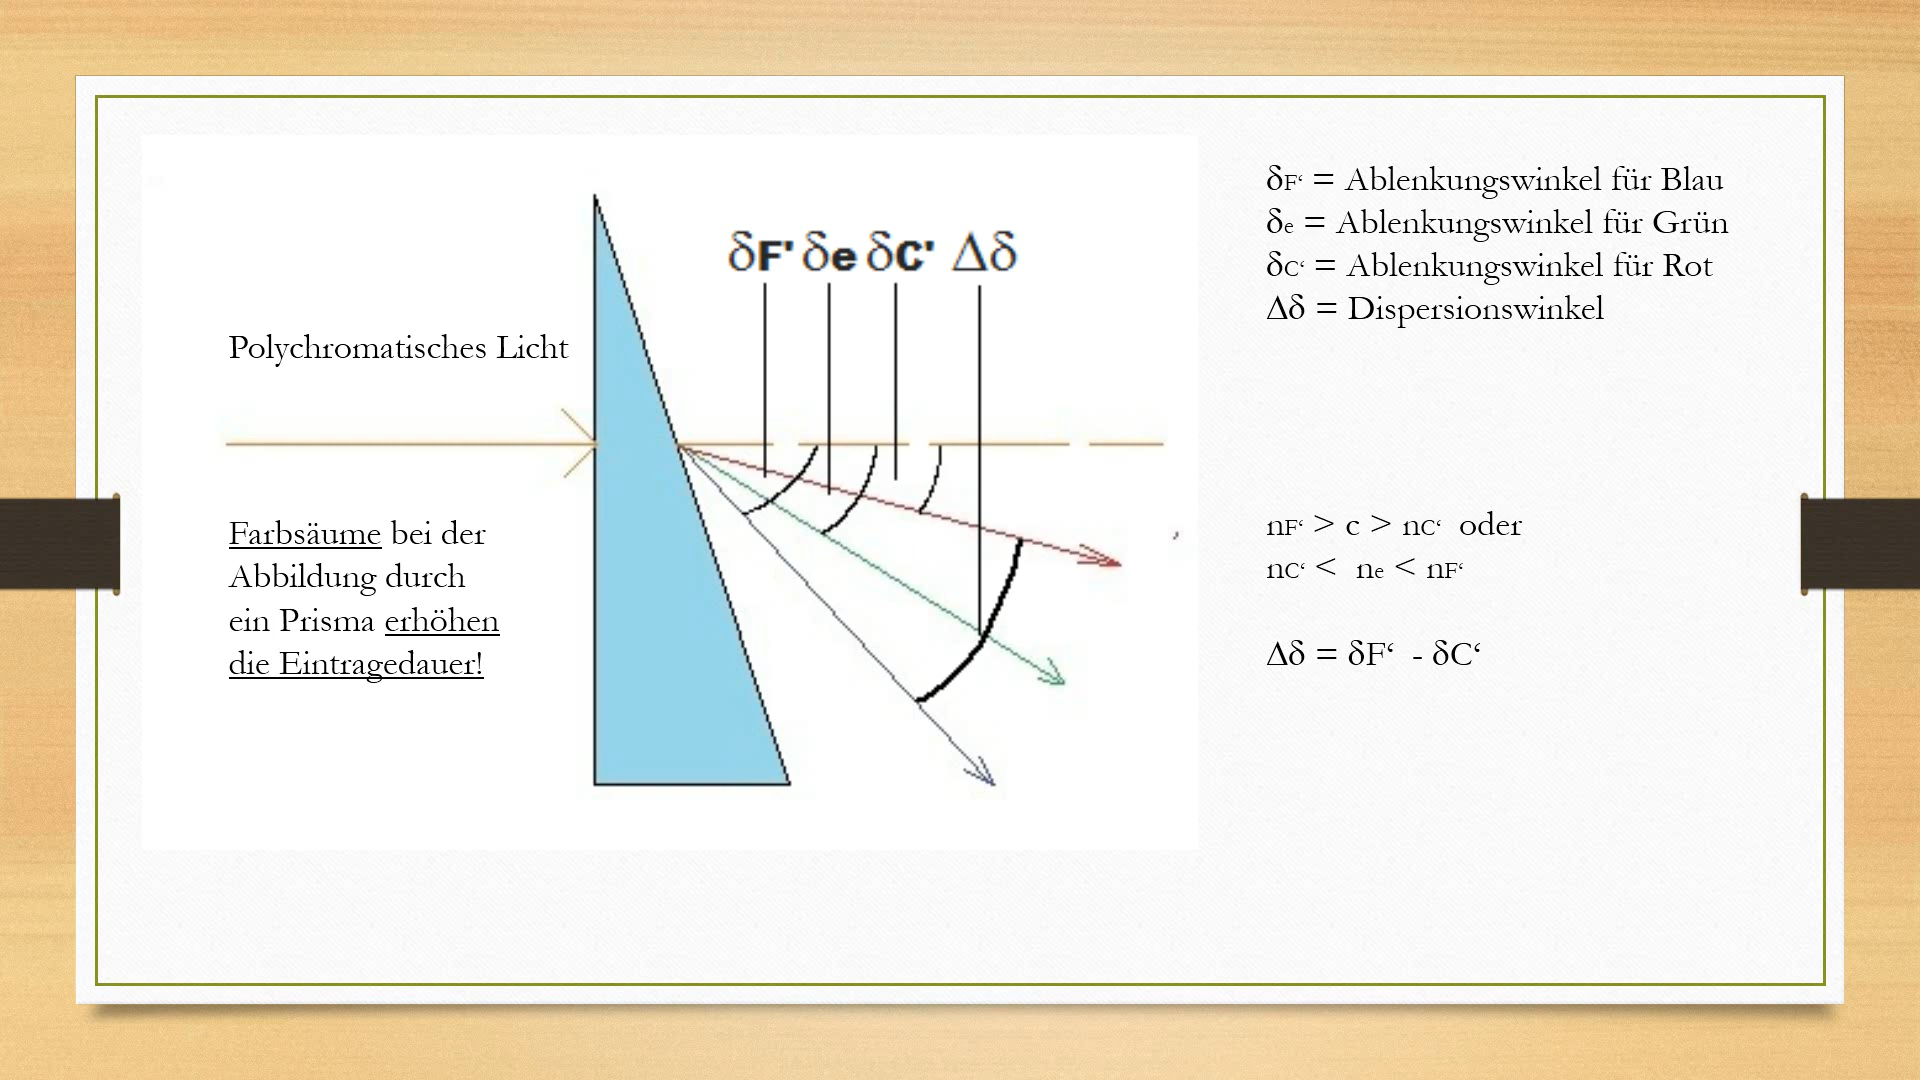 δF' δe δC' Δδ
Polychromatisches Licht
Farbsäume bei der
Abbildung durch
ein Prisma erhöhen
die Eintragedauer!
δF‘ = Ablenkungswinkel für Blau
δe = Ablenkungswinkel für Grün
δC‘ = Ablenkungswinkel für Rot
Δδ = Dispersionswinkel
nF‘ > c > nC‘ oder
nC‘ < ne < nF‘
Δδ = δF‘ - δC‘